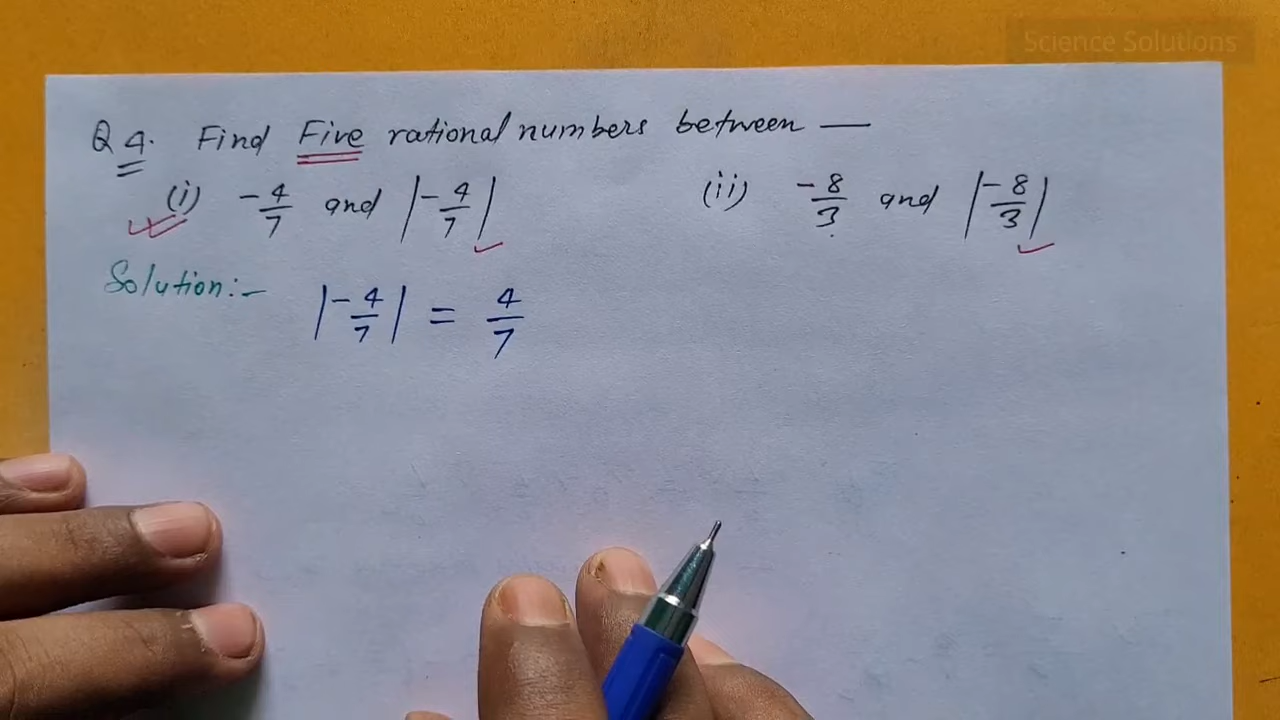 Science Solutions
Q 4. Find Five rational numbers between —
(i) -4/7 and |-4/7| (ii) -8/3 and |-8/3|
Solution:- |-4/7| = 4/7